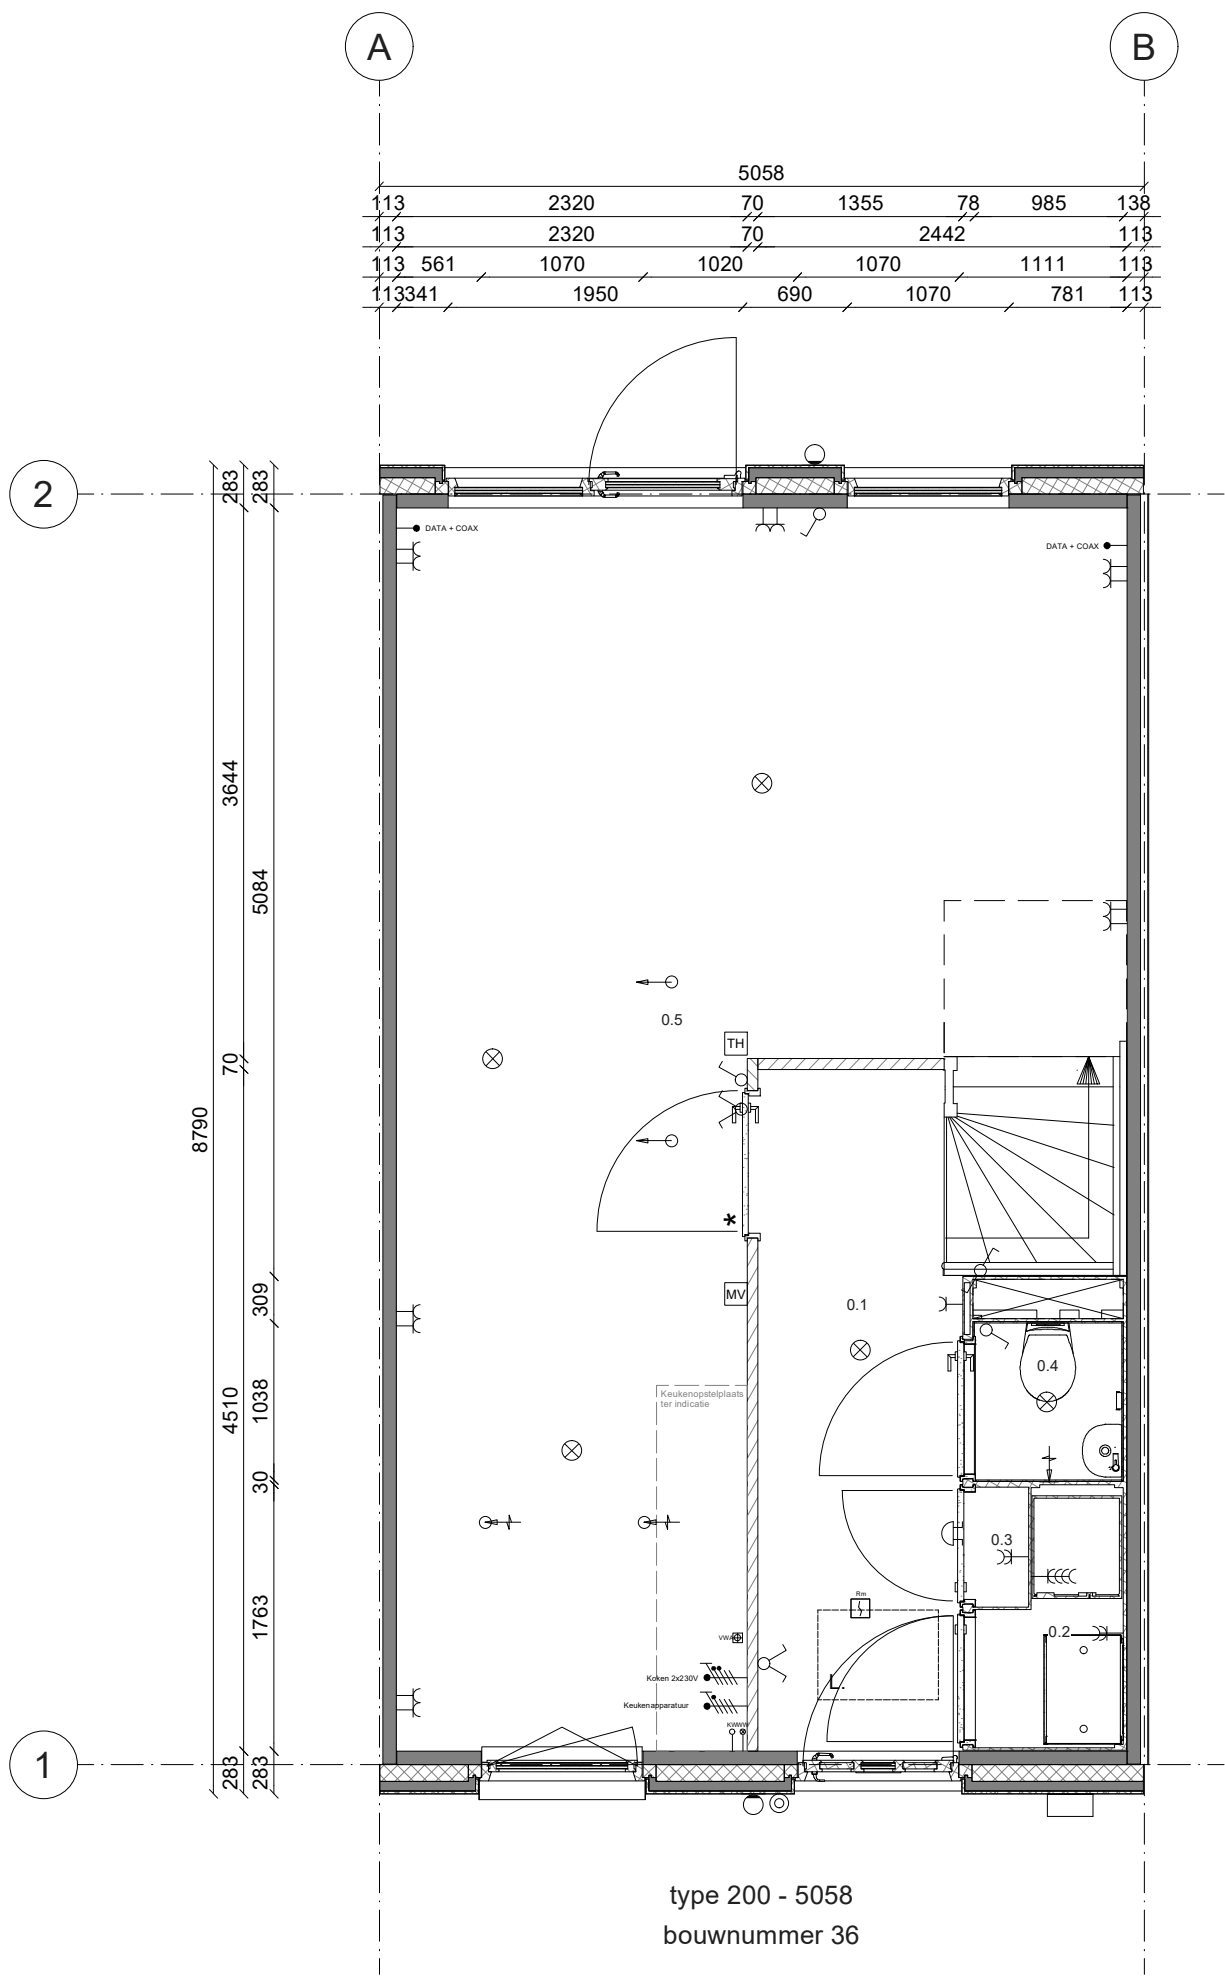 A B
5058
113 2320 70 1355 78 985 138
113 2320 70 2442 113
113 561 1070 1020 1070 1111 113
113 341 1950 690 1070 781 113
2
283 283
DATA + COAX
DATA + COAX
3644
5084
0.5
TH
70
8790
*
309
MV
0.1
0.4
Keukenopstelplaats
ter indicatie
4510
1038
30
0.3
Rm
1763
0.2
L.
Koken 2x230V
Keukenapparatuur
1
283 283
type 200 - 5058
bouwnummer 36